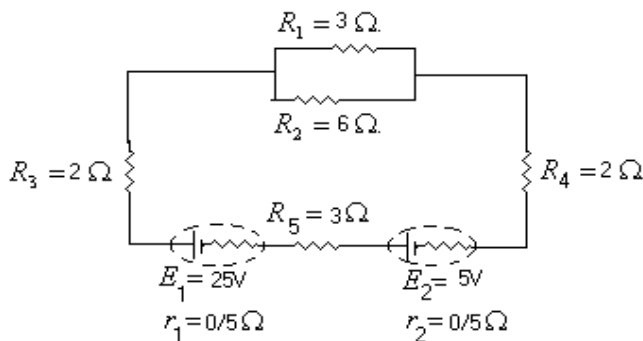 R₁ = 3 Ω.
R₂ = 6 Ω.
R₃ = 2 Ω
R₄ = 2 Ω
R₅ = 3 Ω
E₁ = 25V
E₂ = 5V
r₁ = 0/5 Ω
r₂ = 0/5 Ω